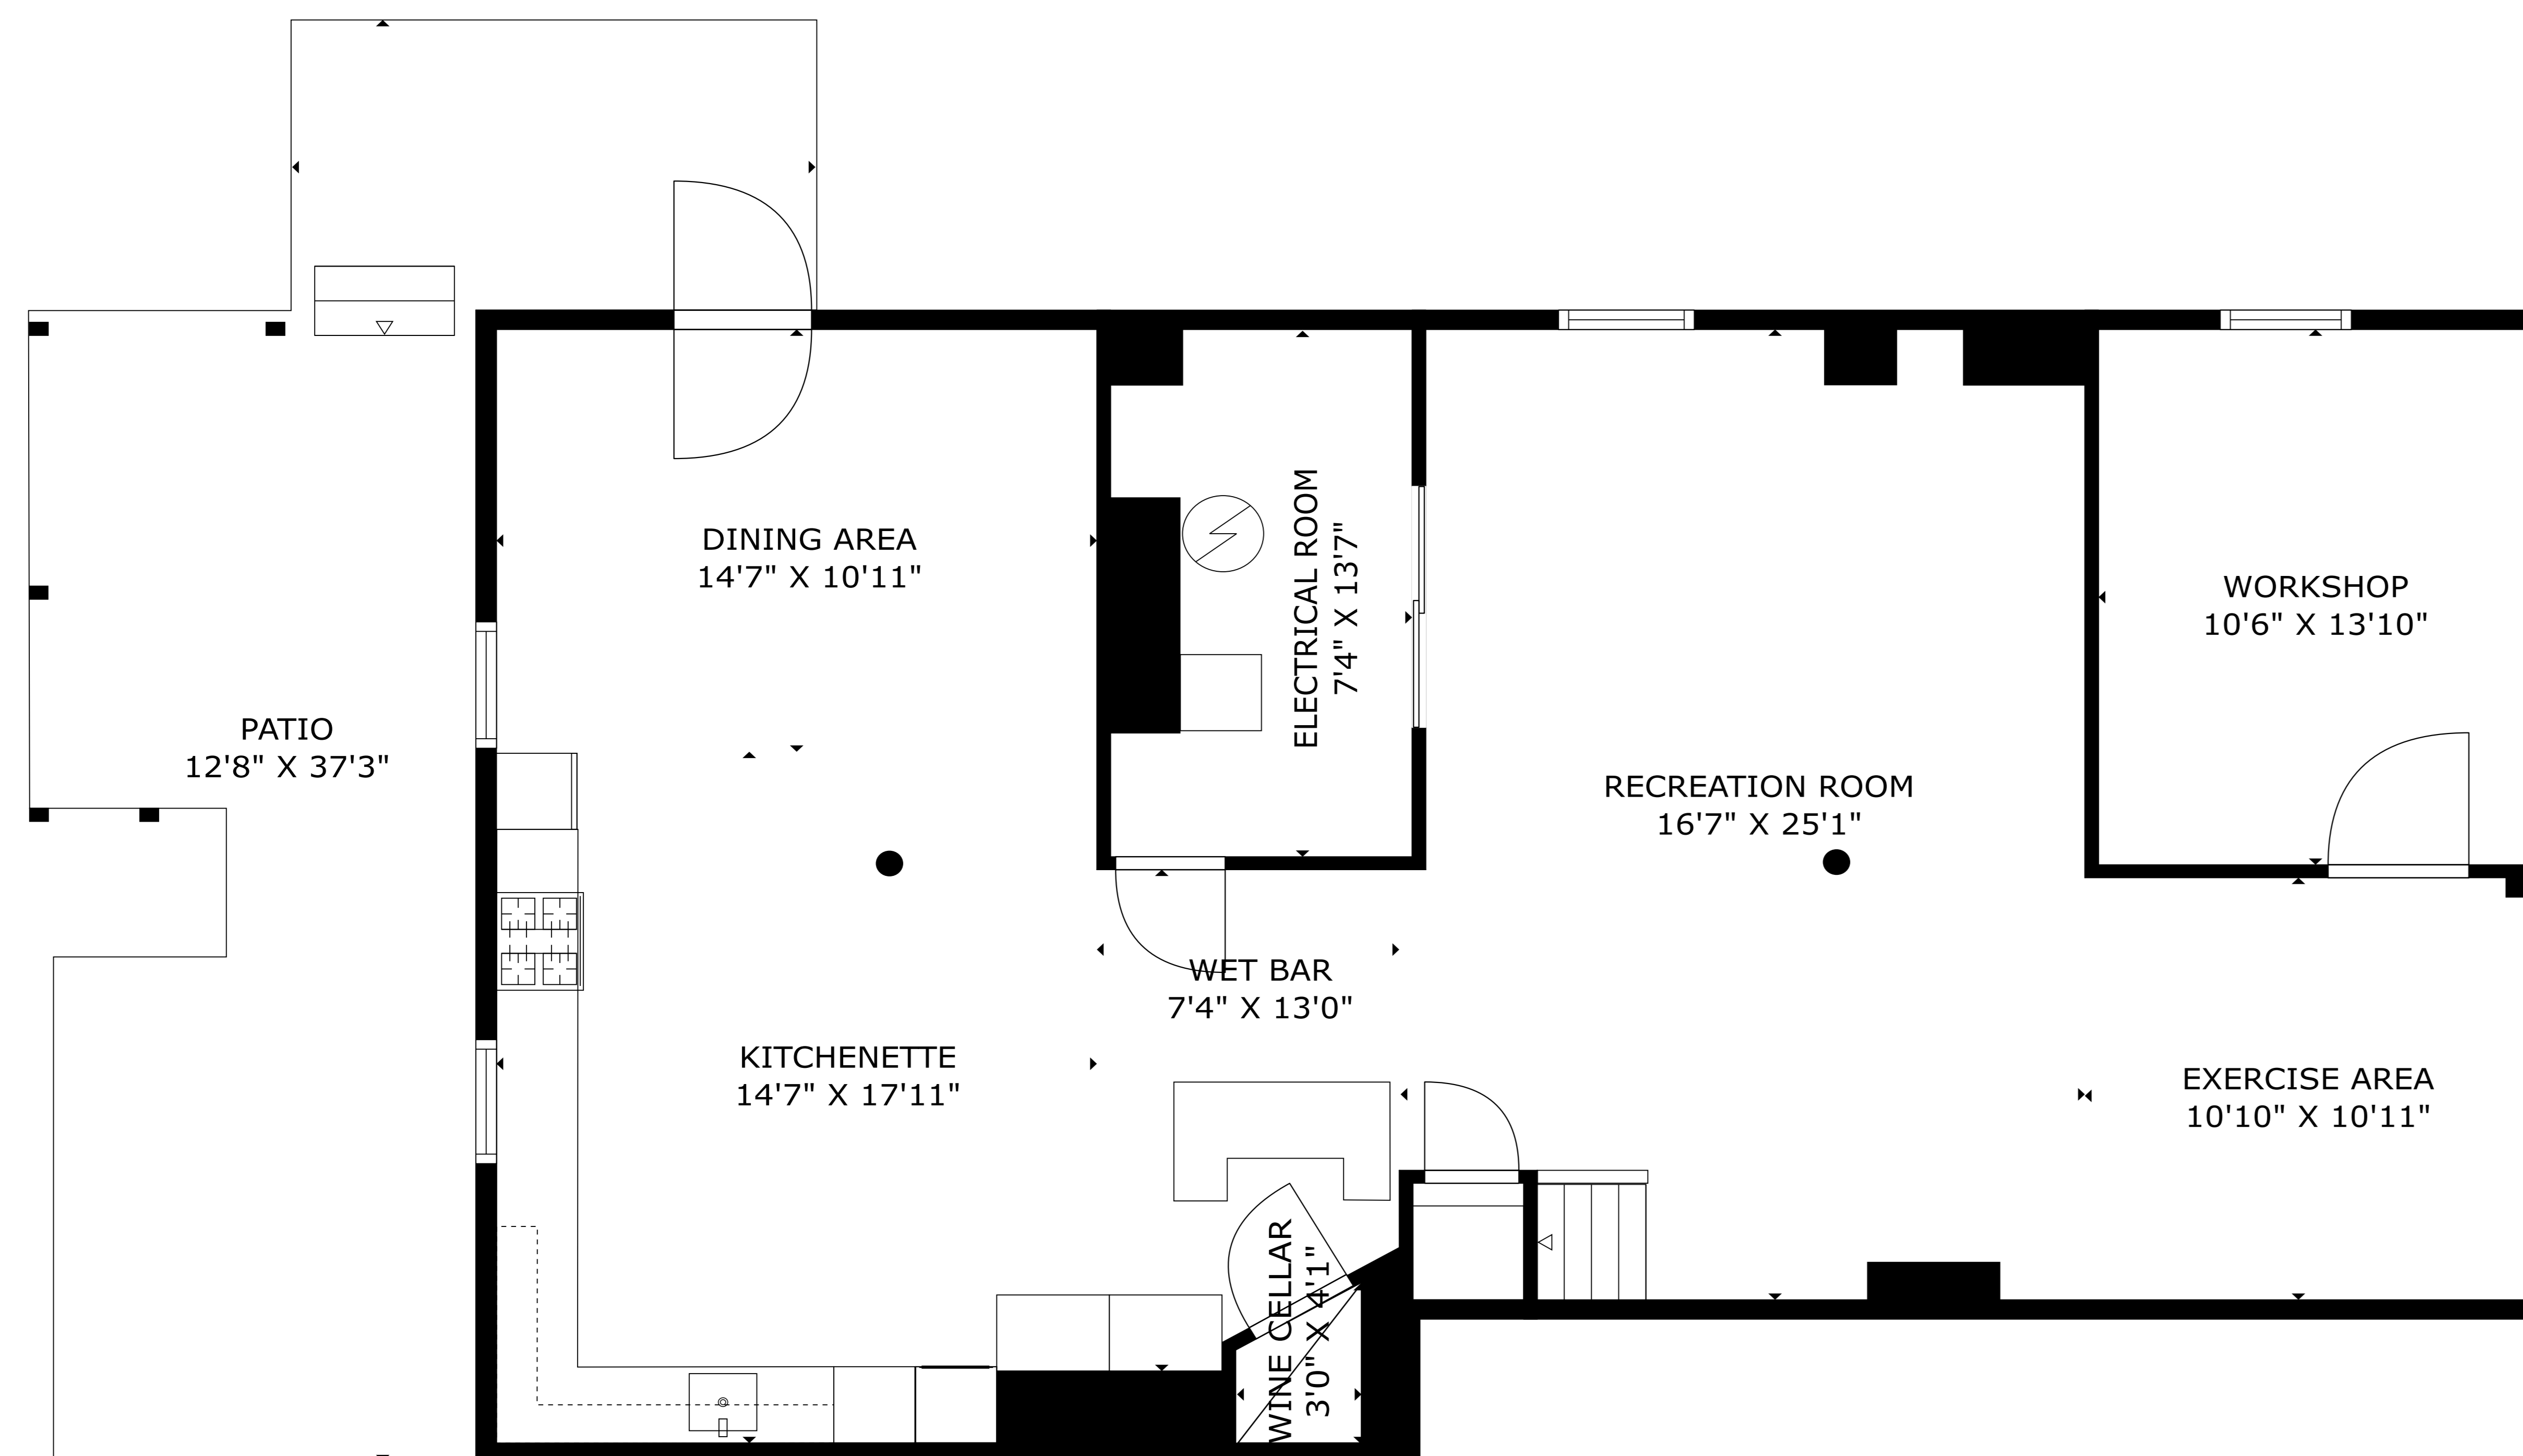 DINING AREA
14'7" X 10'11"
ELECTRICAL ROOM
7'4" X 13'7"
WORKSHOP
10'6" X 13'10"
PATIO
12'8" X 37'3"
RECREATION ROOM
16'7" X 25'1"
WET BAR
7'4" X 13'0"
KITCHENETTE
14'7" X 17'11"
EXERCISE AREA
10'10" X 10'11"
WINE CELLAR
3'0" X 4'1"